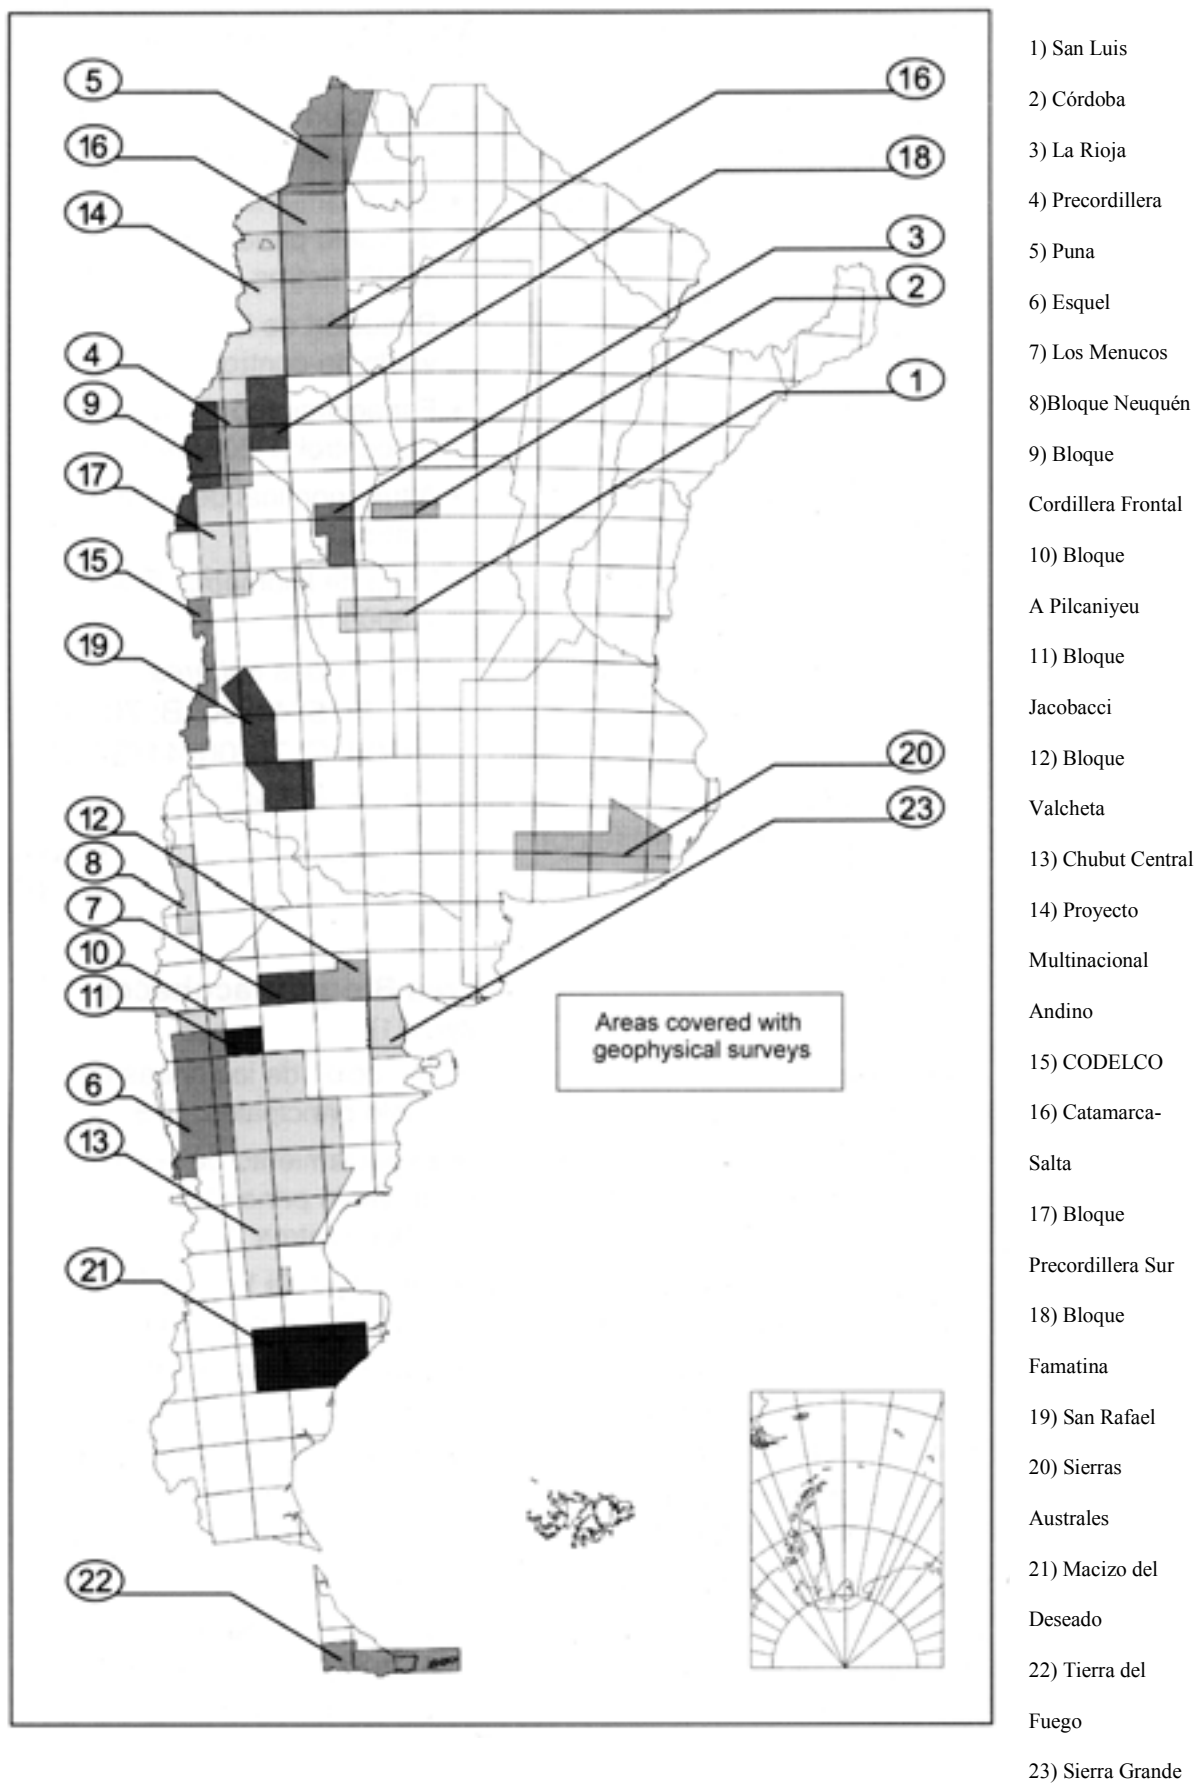 5
16
14
4
9
17
15
19
12
8
7
10
11
6
13
21
22
16
18
3
2
1
20
23
Areas covered with
geophysical surveys
1) San Luis
2) Córdoba
3) La Rioja
4) Precordillera
5) Puna
6) Esquel
7) Los Menucos
8)Bloque Neuquén
9) Bloque
Cordillera Frontal
10) Bloque
A Pilcaniyeu
11) Bloque
Jacobacci
12) Bloque
Valcheta
13) Chubut Central
14) Proyecto
Multinacional
Andino
15) CODELCO
16) Catamarca-
Salta
17) Bloque
Precordillera Sur
18) Bloque
Famatina
19) San Rafael
20) Sierras
Australes
21) Macizo del
Deseado
22) Tierra del
Fuego
23) Sierra Grande